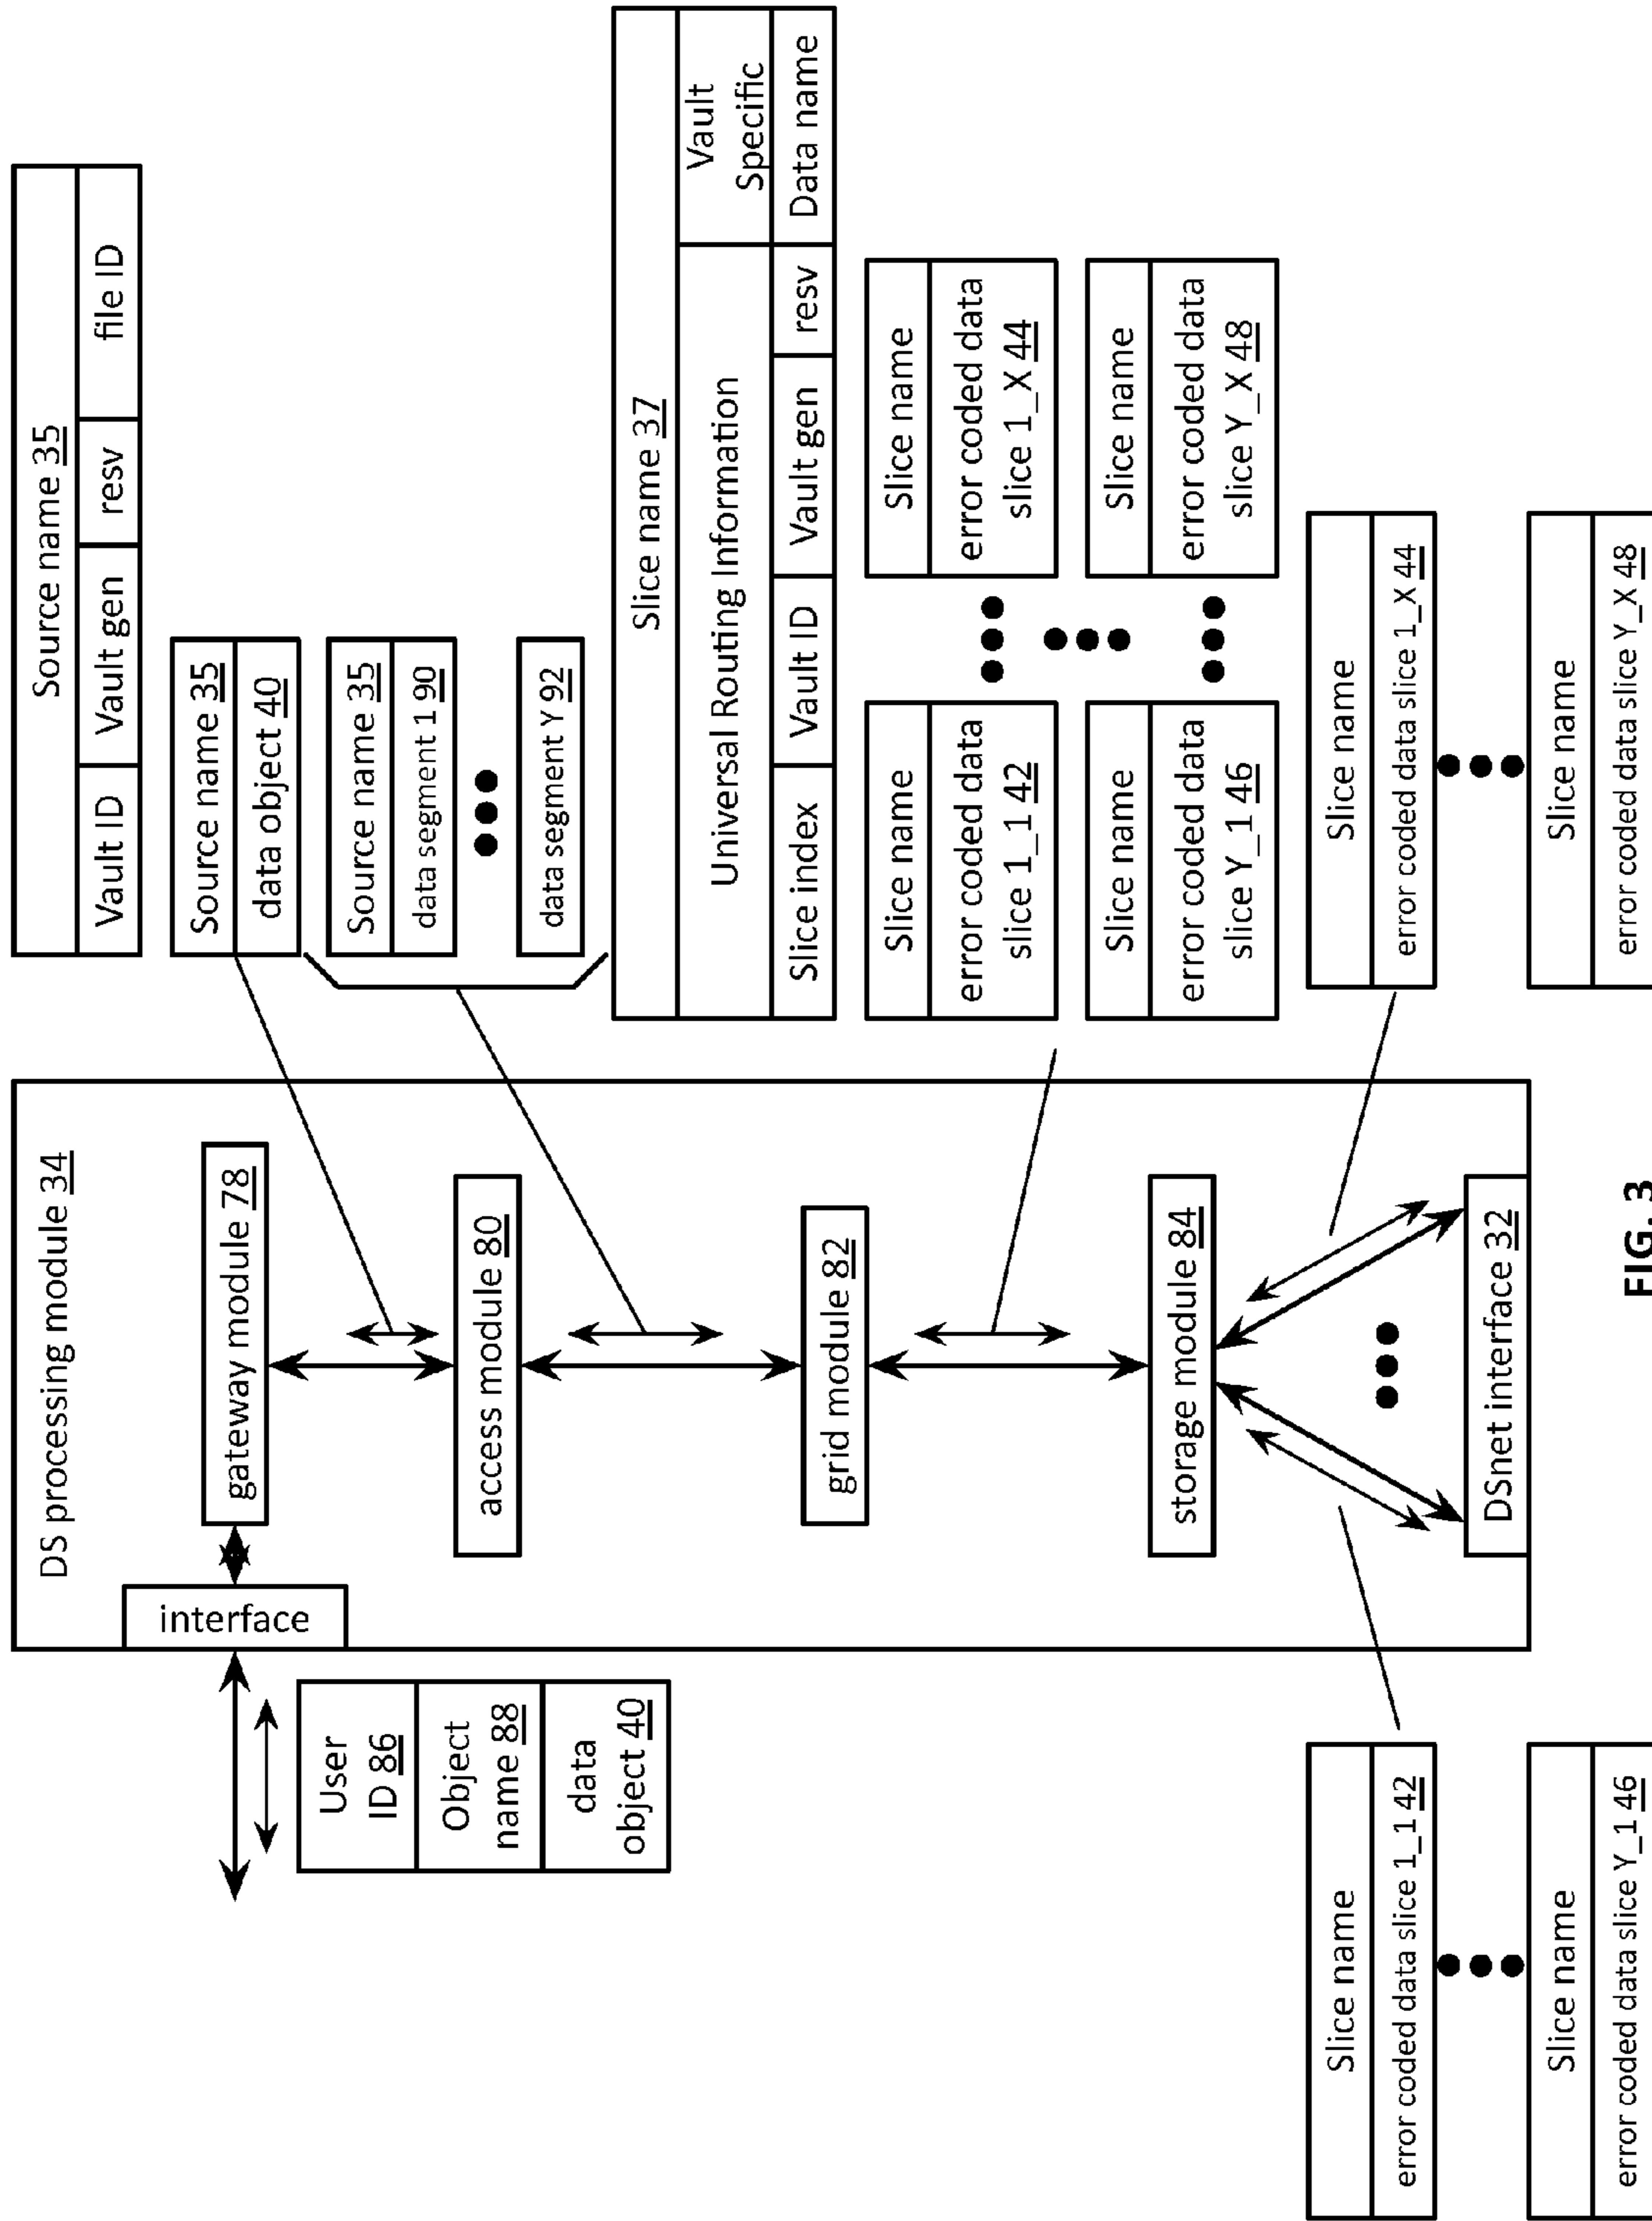 DS processing module 34
interface
gateway module 78
access module 80
grid module 82
storage module 84
DSnet interface 32
User
ID 86
Object
name 88
data
object 40
Source name 35
Vault ID
Vault gen
resv
file ID
Source name 35
data object 40
Source name 35
data segment 1 90
data segment Y 92
Slice name 37
Universal Routing Information
Vault
Specific
Slice index
Vault ID
Vault gen
resv
Data name
Slice name
error coded data
slice 1_1 42
Slice name
error coded data
slice 1_X 44
Slice name
error coded data
slice Y_1 46
Slice name
error coded data
slice Y_X 48
Slice name
error coded data slice 1_1 42
Slice name
error coded data slice Y_1 46
Slice name
error coded data slice 1_X 44
Slice name
error coded data slice Y_X 48
FIG. 3